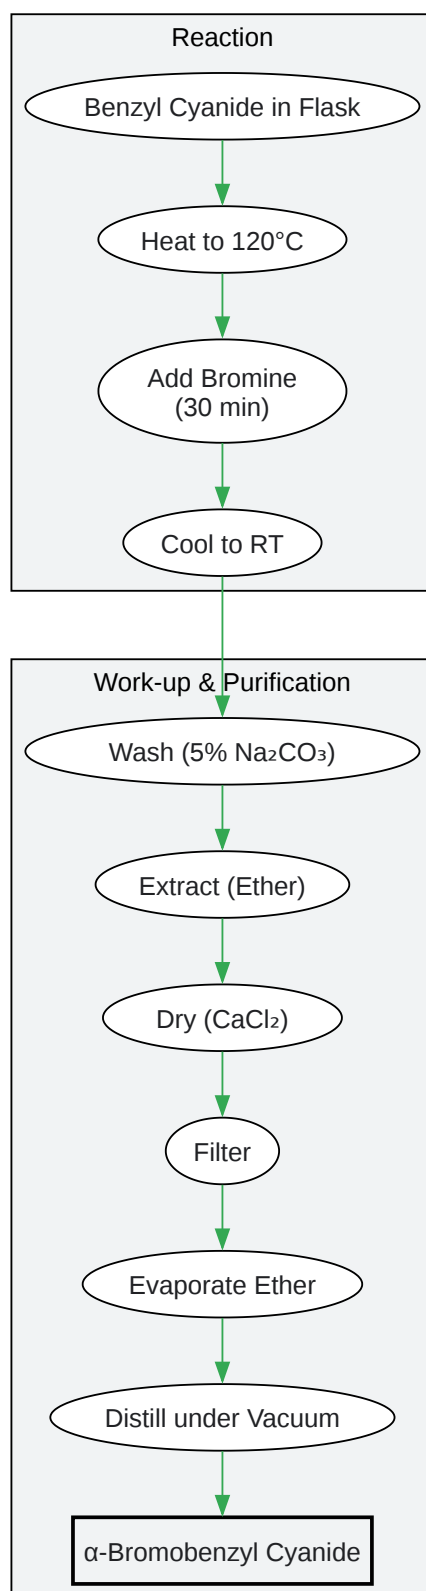 Reaction
Benzyl Cyanide in Flask
Heat to 120°C
Add Bromine
(30 min)
Cool to RT
Work-up & Purification
Wash (5% Na₂CO₃)
Extract (Ether)
Dry (CaCl₂)
Filter
Evaporate Ether
Distill under Vacuum
α-Bromobenzyl Cyanide